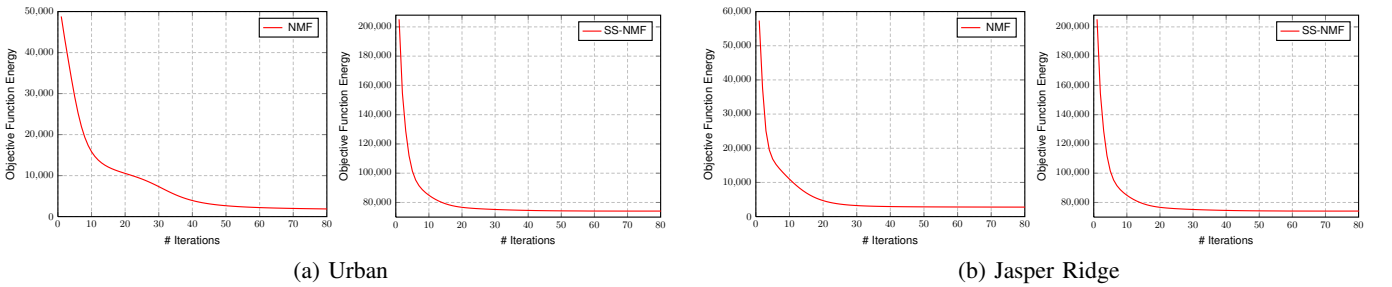 Objective Function Energy
50,000
40,000
30,000
20,000
10,000
0
NMF
0 10 20 30 40 50 60 70 80
# Iterations
Objective Function Energy
200,000
180,000
160,000
140,000
120,000
100,000
80,000
SS-NMF
0 10 20 30 40 50 60 70 80
# Iterations
(a) Urban
Objective Function Energy
60,000
50,000
40,000
30,000
20,000
10,000
0
NMF
0 10 20 30 40 50 60 70 80
# Iterations
Objective Function Energy
200,000
180,000
160,000
140,000
120,000
100,000
80,000
SS-NMF
0 10 20 30 40 50 60 70 80
# Iterations
(b) Jasper Ridge